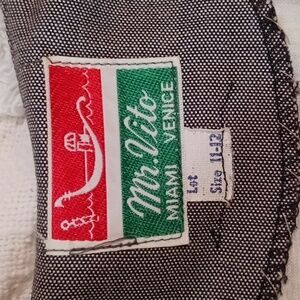 Mr. Vito
MIAMI VENICE
Lot
Size 11-12